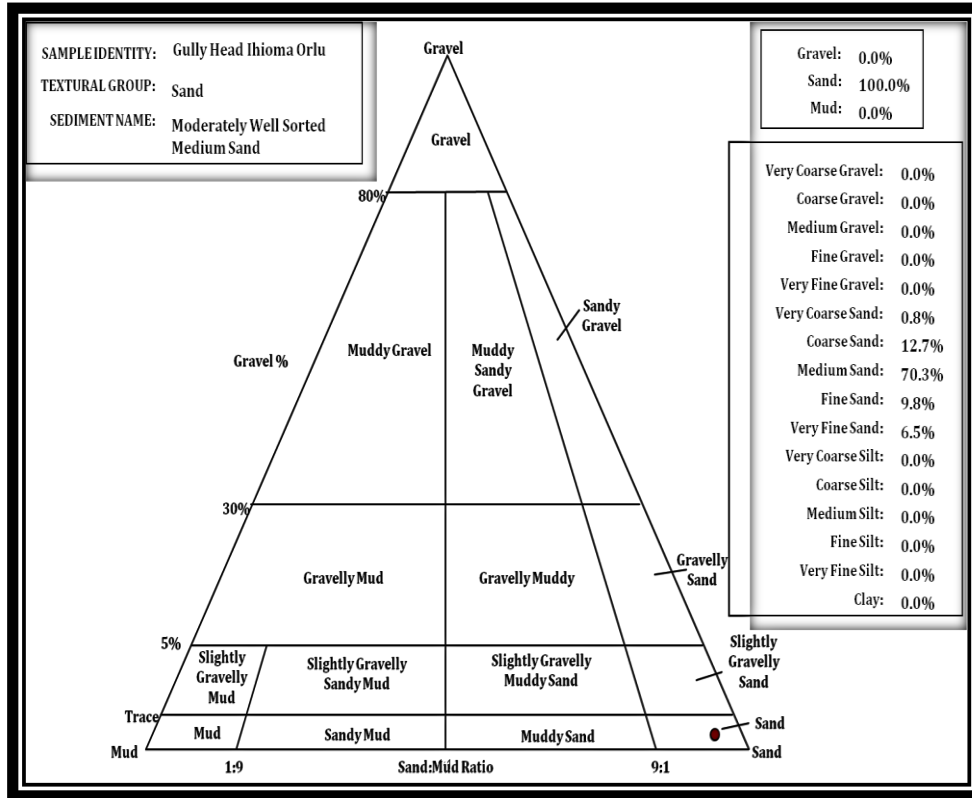 SAMPLE IDENTITY: Gully Head Ihioma Orlu
TEXTURAL GROUP: Sand
SEDIMENT NAME: Moderately Well Sorted
Medium Sand
Gravel: 0.0%
Sand: 100.0%
Mud: 0.0%
Very Coarse Gravel: 0.0%
Coarse Gravel: 0.0%
Medium Gravel: 0.0%
Fine Gravel: 0.0%
Very Fine Gravel: 0.0%
Very Coarse Sand: 0.8%
Coarse Sand: 12.7%
Medium Sand: 70.3%
Fine Sand: 9.8%
Very Fine Sand: 6.5%
Very Coarse Silt: 0.0%
Coarse Silt: 0.0%
Medium Silt: 0.0%
Fine Silt: 0.0%
Very Fine Silt: 0.0%
Clay: 0.0%
Gravel
Gravel
80%
Sandy
Gravel
Gravel %
Muddy Gravel
Muddy
Sandy
Gravel
30%
Gravelly Mud
Gravelly Muddy
Gravelly
Sand
5%
Slightly
Gravelly
Mud
Slightly Gravelly
Sandy Mud
Slightly Gravelly
Muddy Sand
Slightly
Gravelly
Sand
Trace
Mud
Sandy Mud
Muddy Sand
Sand
Mud
Sand
1:9
Sand:Mud Ratio
9:1